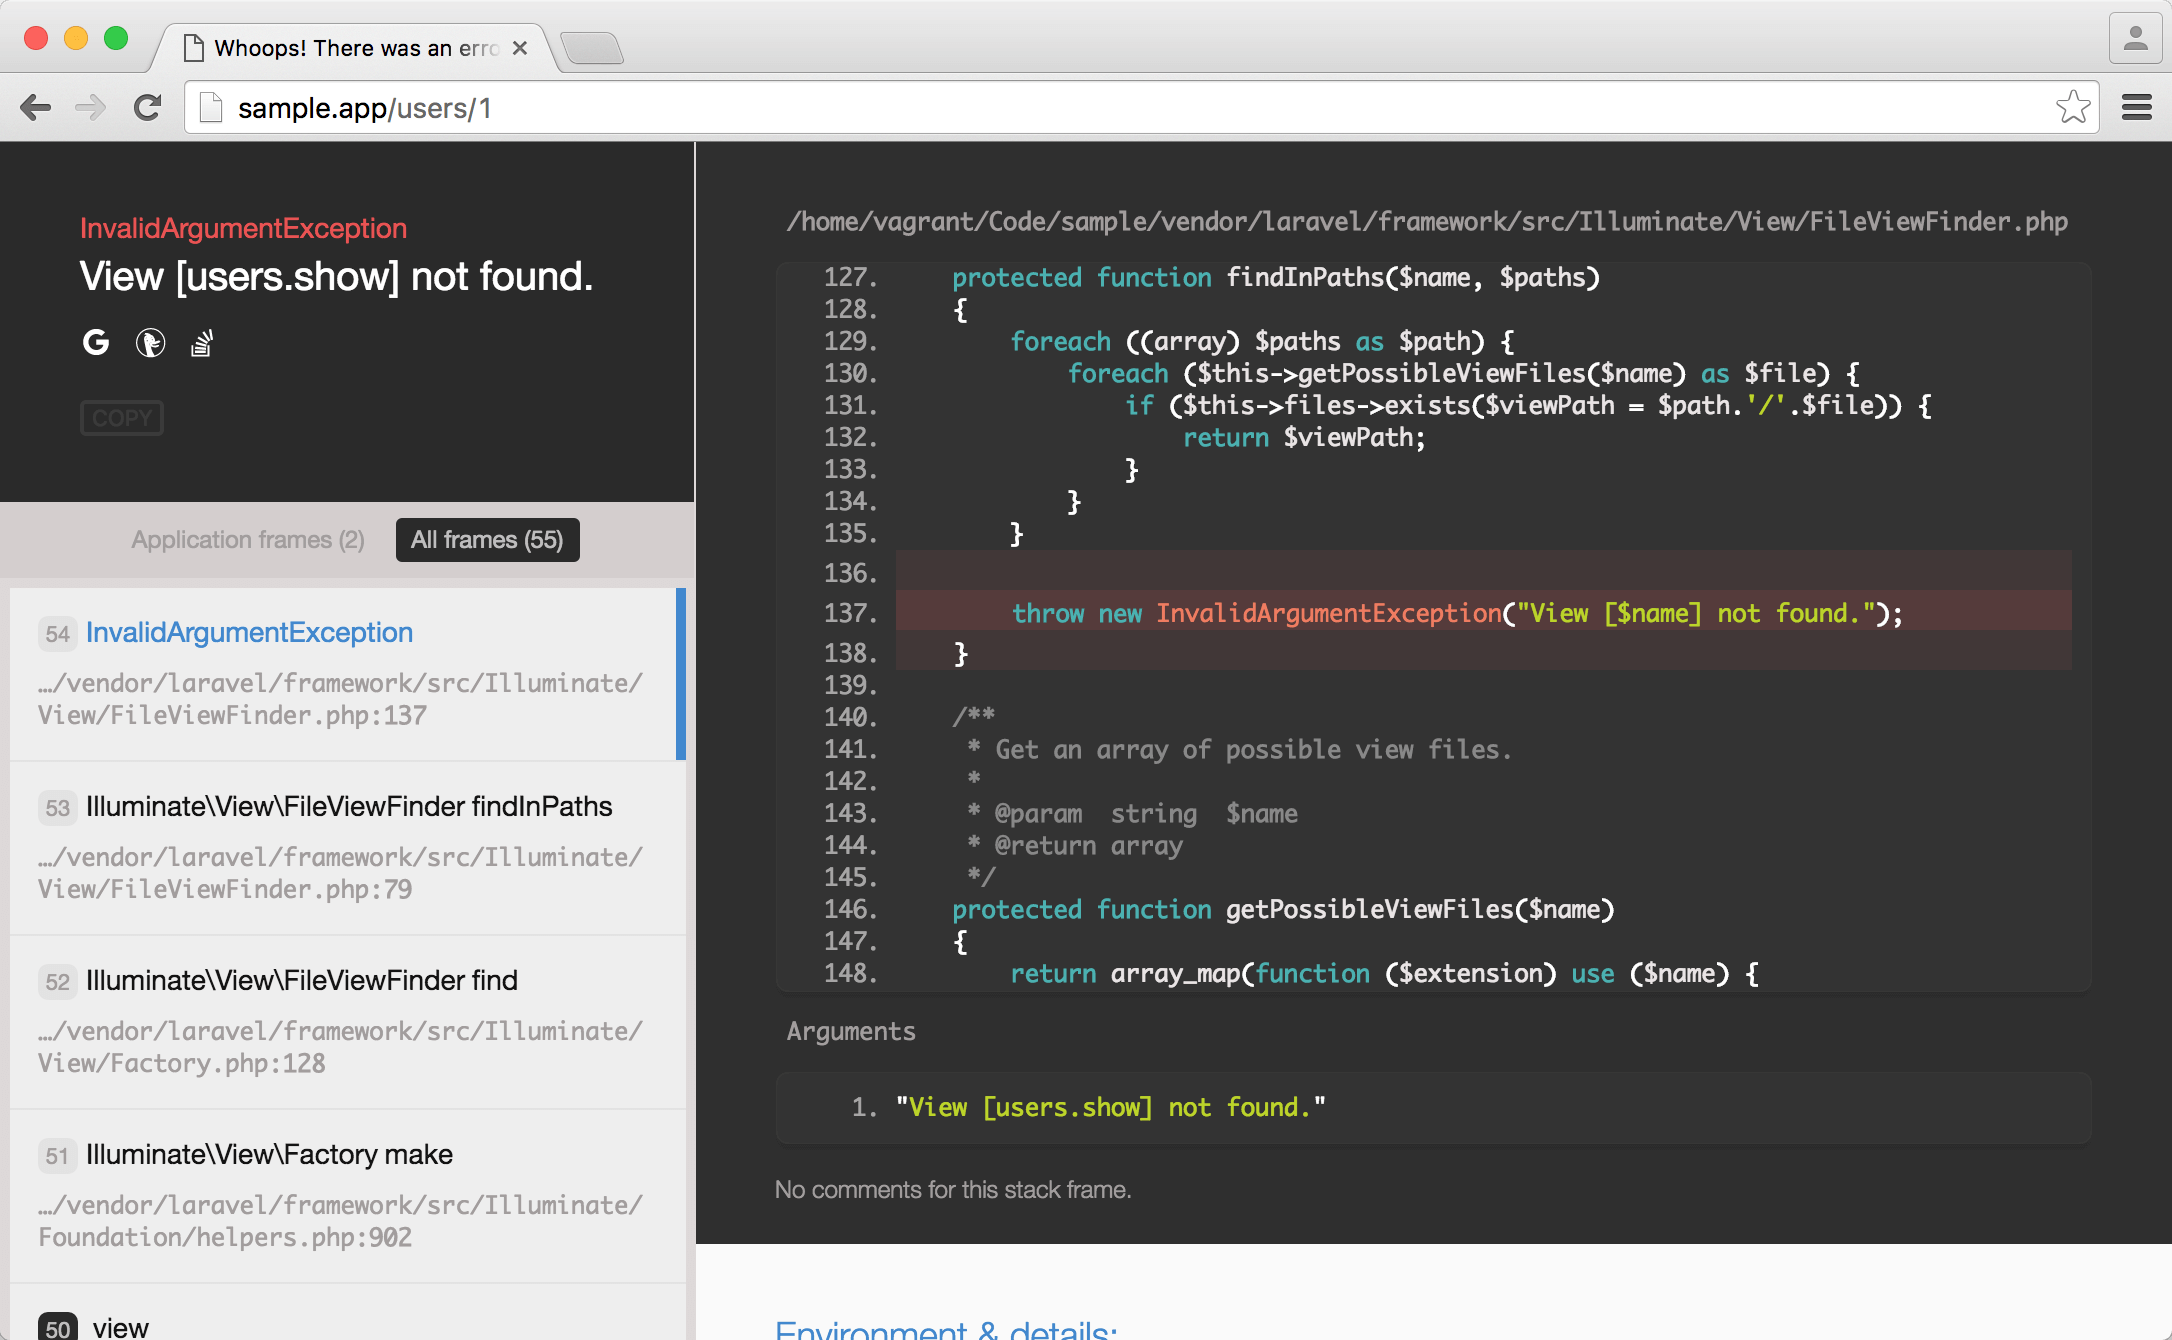 Whoops! There was an erro
sample.app/users/1
InvalidArgumentException
View [users.show] not found.
COPY
Application frames (2)
All frames (55)
54 InvalidArgumentException
…/vendor/laravel/framework/src/Illuminate/
View/FileViewFinder.php:137
53 Illuminate\View\FileViewFinder findInPaths
…/vendor/laravel/framework/src/Illuminate/
View/FileViewFinder.php:79
52 Illuminate\View\FileViewFinder find
…/vendor/laravel/framework/src/Illuminate/
View/Factory.php:128
51 Illuminate\View\Factory make
…/vendor/laravel/framework/src/Illuminate/
Foundation/helpers.php:902
50 view
/home/vagrant/Code/sample/vendor/laravel/framework/src/Illuminate/View/FileViewFinder.php
127. protected function findInPaths($name, $paths)
128. {
129. foreach ((array) $paths as $path) {
130. foreach ($this->getPossibleViewFiles($name) as $file) {
131. if ($this->files->exists($viewPath = $path.'/'.$file)) {
132. return $viewPath;
133. }
134. }
135. }
136.
137. throw new InvalidArgumentException("View [$name] not found.");
138. }
139.
140. /**
141. * Get an array of possible view files.
142. *
143. * @param  string  $name
144. * @return array
145. */
146. protected function getPossibleViewFiles($name)
147. {
148. return array_map(function ($extension) use ($name) {
Arguments
1. "View [users.show] not found."
No comments for this stack frame.
Environment & details: